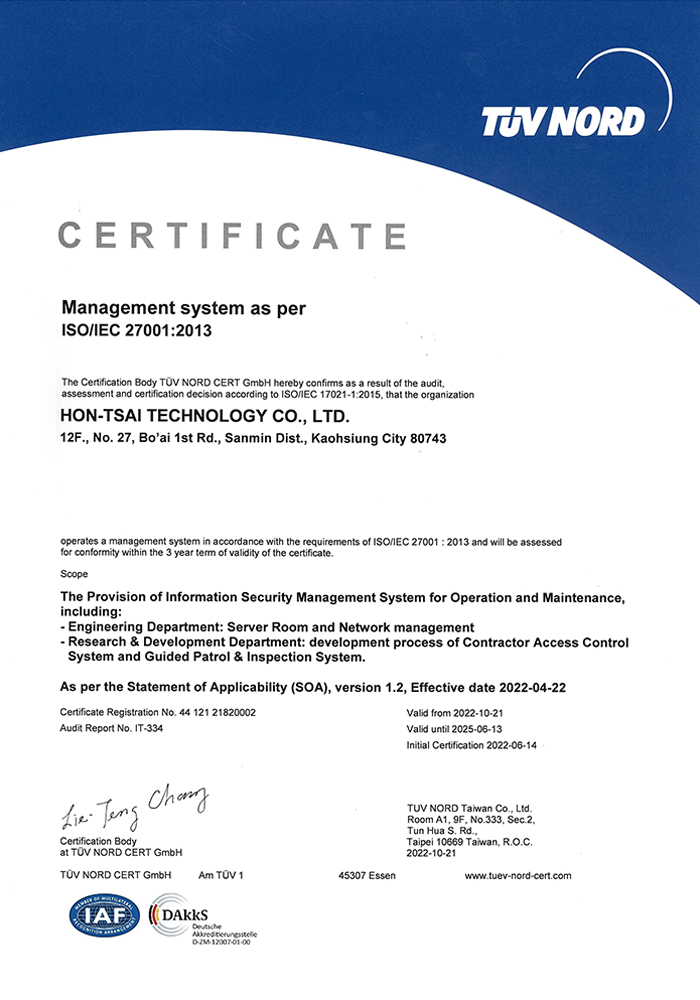 TÜV NORD
CERTIFICATE
Management system as per
ISO/IEC 27001:2013
The Certification Body TÜV NORD CERT GmbH hereby confirms as a result of the audit,
assessment and certification decision according to ISO/IEC 17021-1:2015, that the organization
HON-TSAI TECHNOLOGY CO., LTD.
12F., No. 27, Bo’ai 1st Rd., Sanmin Dist., Kaohsiung City 80743
operates a management system in accordance with the requirements of ISO/IEC 27001 : 2013 and will be assessed
for conformity within the 3 year term of validity of the certificate.
Scope
The Provision of Information Security Management System for Operation and Maintenance,
including:
- Engineering Department: Server Room and Network management
- Research & Development Department: development process of Contractor Access Control
System and Guided Patrol & Inspection System.
As per the Statement of Applicability (SOA), version 1.2, Effective date 2022-04-22
Certificate Registration No. 44 121 21820002
Audit Report No. IT-334
Valid from 2022-10-21
Valid until 2025-06-13
Initial Certification 2022-06-14
Lie-Teng Chang
Certification Body
at TÜV NORD CERT GmbH
TUV NORD Taiwan Co., Ltd.
Room A1, 9F, No.333, Sec.2,
Tun Hua S. Rd.,
Taipei 10669 Taiwan, R.O.C.
2022-10-21
TÜV NORD CERT GmbH Am TÜV 1 45307 Essen www.tuev-nord-cert.com
MEMBER OF MULTILATERAL
IAF
RECOGNITION ARRANGEMENT
DAkkS
Deutsche
Akkreditierungsstelle
D-ZM-12007-01-00